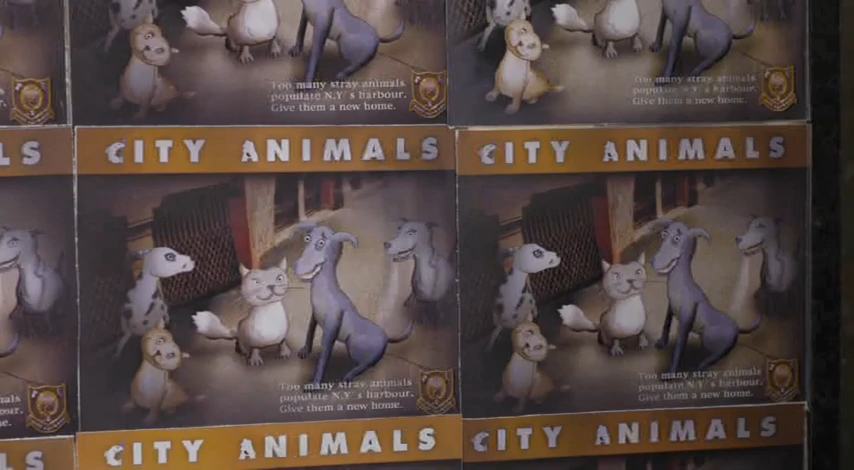 Too many stray animals
populate N.Y's harbour.
Give them a new home.
Too many stray animals
populate N.Y's harbour.
Give them a new home.
LS
CITY ANIMALS
CITY ANIMALS
Too many stray animals
populate N.Y's harbour.
Give them a new home.
Too many stray animals
populate N.Y's harbour.
Give them a new home.
LS
CITY ANIMALS
CITY ANIMALS